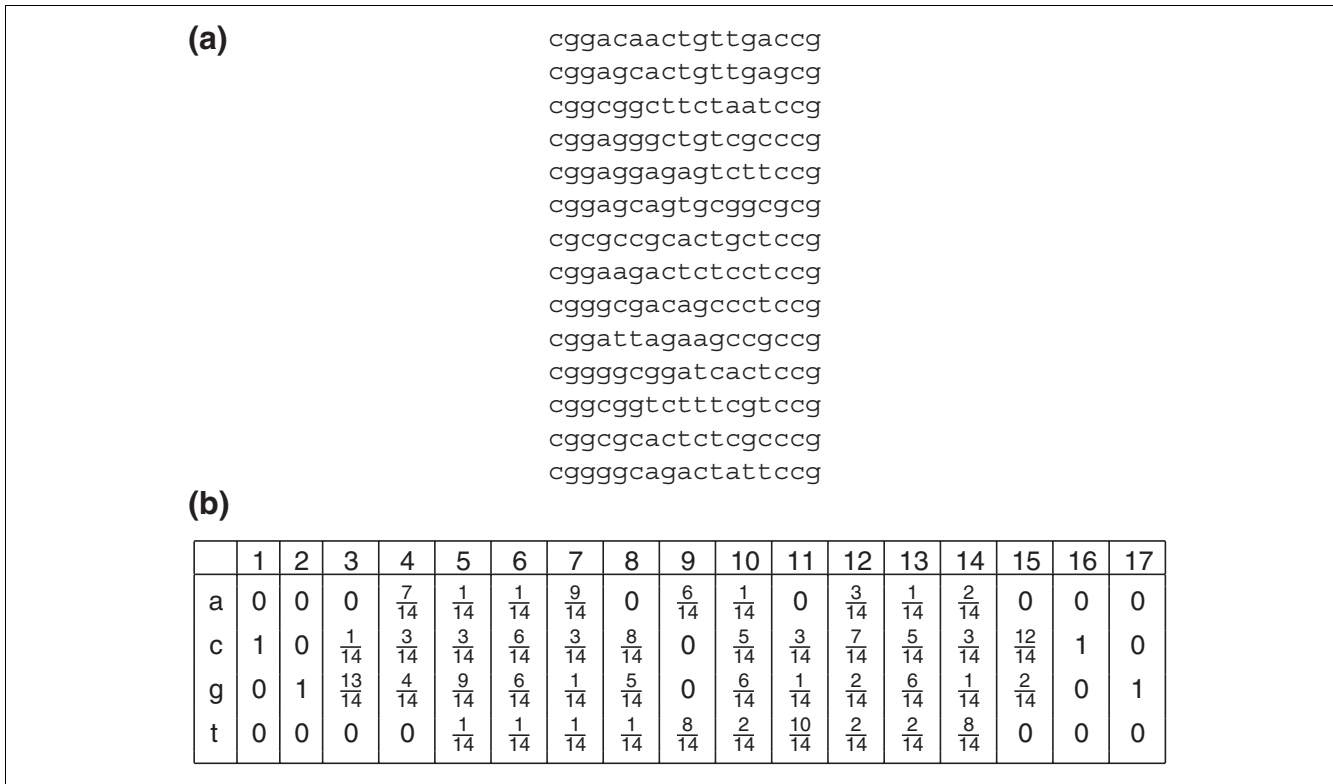 (a)
cggacaactgttgaccg
cggagcactgttgagcg
cggcggcttctaatccg
cggagggctgtcgcccg
cggaggagagtcttccg
cggagcagtgcggcgcg
cgcgccgcactgctccg
cggaagactctcctccg
cgggcgacagccctccg
cggattagaagccgccg
cggggcggatcactccg
cggcggtctttcgtccg
cggcgcactctcgcccg
cggggcagactattccg
(b)
1 2 3 4 5 6 7 8 9 10 11 12 13 14 15 16 17
a 0 0 0 7/14 1/14 1/14 9/14 0 6/14 1/14 0 3/14 1/14 2/14 0 0 0
c 1 0 1/14 3/14 3/14 6/14 3/14 8/14 0 5/14 3/14 7/14 5/14 3/14 12/14 1 0
g 0 1 13/14 4/14 9/14 6/14 1/14 5/14 0 6/14 1/14 2/14 6/14 1/14 2/14 0 1
t 0 0 0 0 1/14 1/14 1/14 1/14 8/14 2/14 10/14 2/14 2/14 8/14 0 0 0